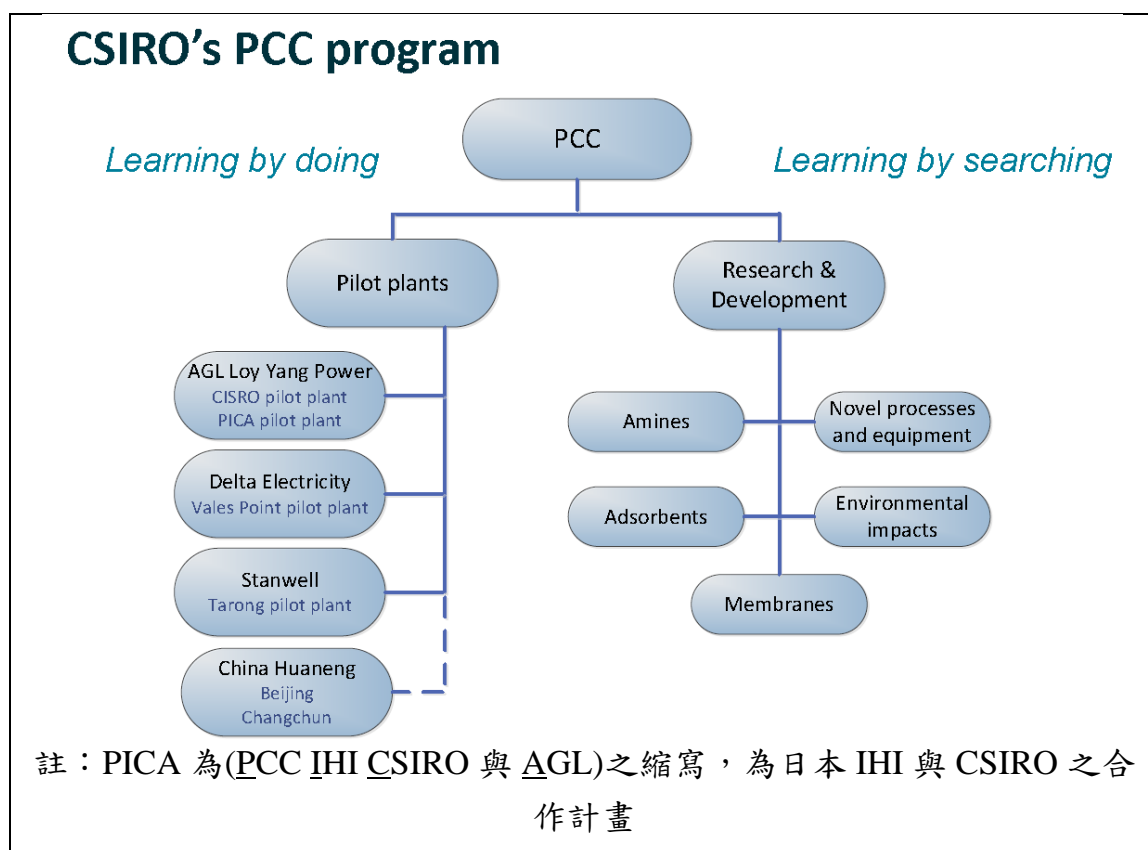 CSIRO's PCC program
PCC
Learning by doing
Learning by searching
Pilot plants
Research &
Development
AGL Loy Yang Power
CISRO pilot plant
PICA pilot plant
Delta Electricity
Vales Point pilot plant
Stanwell
Tarong pilot plant
China Huaneng
Beijing
Changchun
Amines
Novel processes
and equipment
Adsorbents
Environmental
impacts
Membranes
註：PICA 為(PCC IHI CSIRO 與 AGL)之縮寫，為日本 IHI 與 CSIRO 之合
作計畫